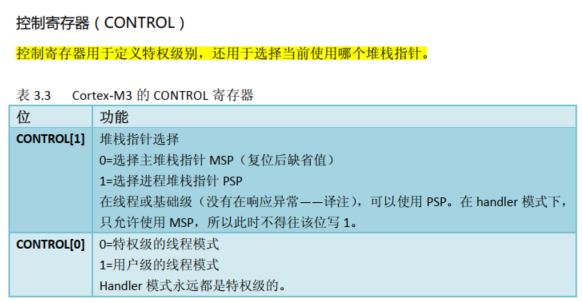 控制寄存器（CONTROL）
控制寄存器用于定义特权级别，还用于选择当前使用哪个堆栈指针。
表 3.3 Cortex-M3 的 CONTROL 寄存器
位 功能
CONTROL[1] 堆栈指针选择
0=选择主堆栈指针 MSP（复位后缺省值）
1=选择进程堆栈指针 PSP
在线程或基础级（没有在响应异常——译注），可以使用 PSP。在 handler 模式下，
只允许使用 MSP，所以此时不得往该位写 1。
CONTROL[0] 0=特权级的线程模式
1=用户级的线程模式
Handler 模式永远都是特权级的。